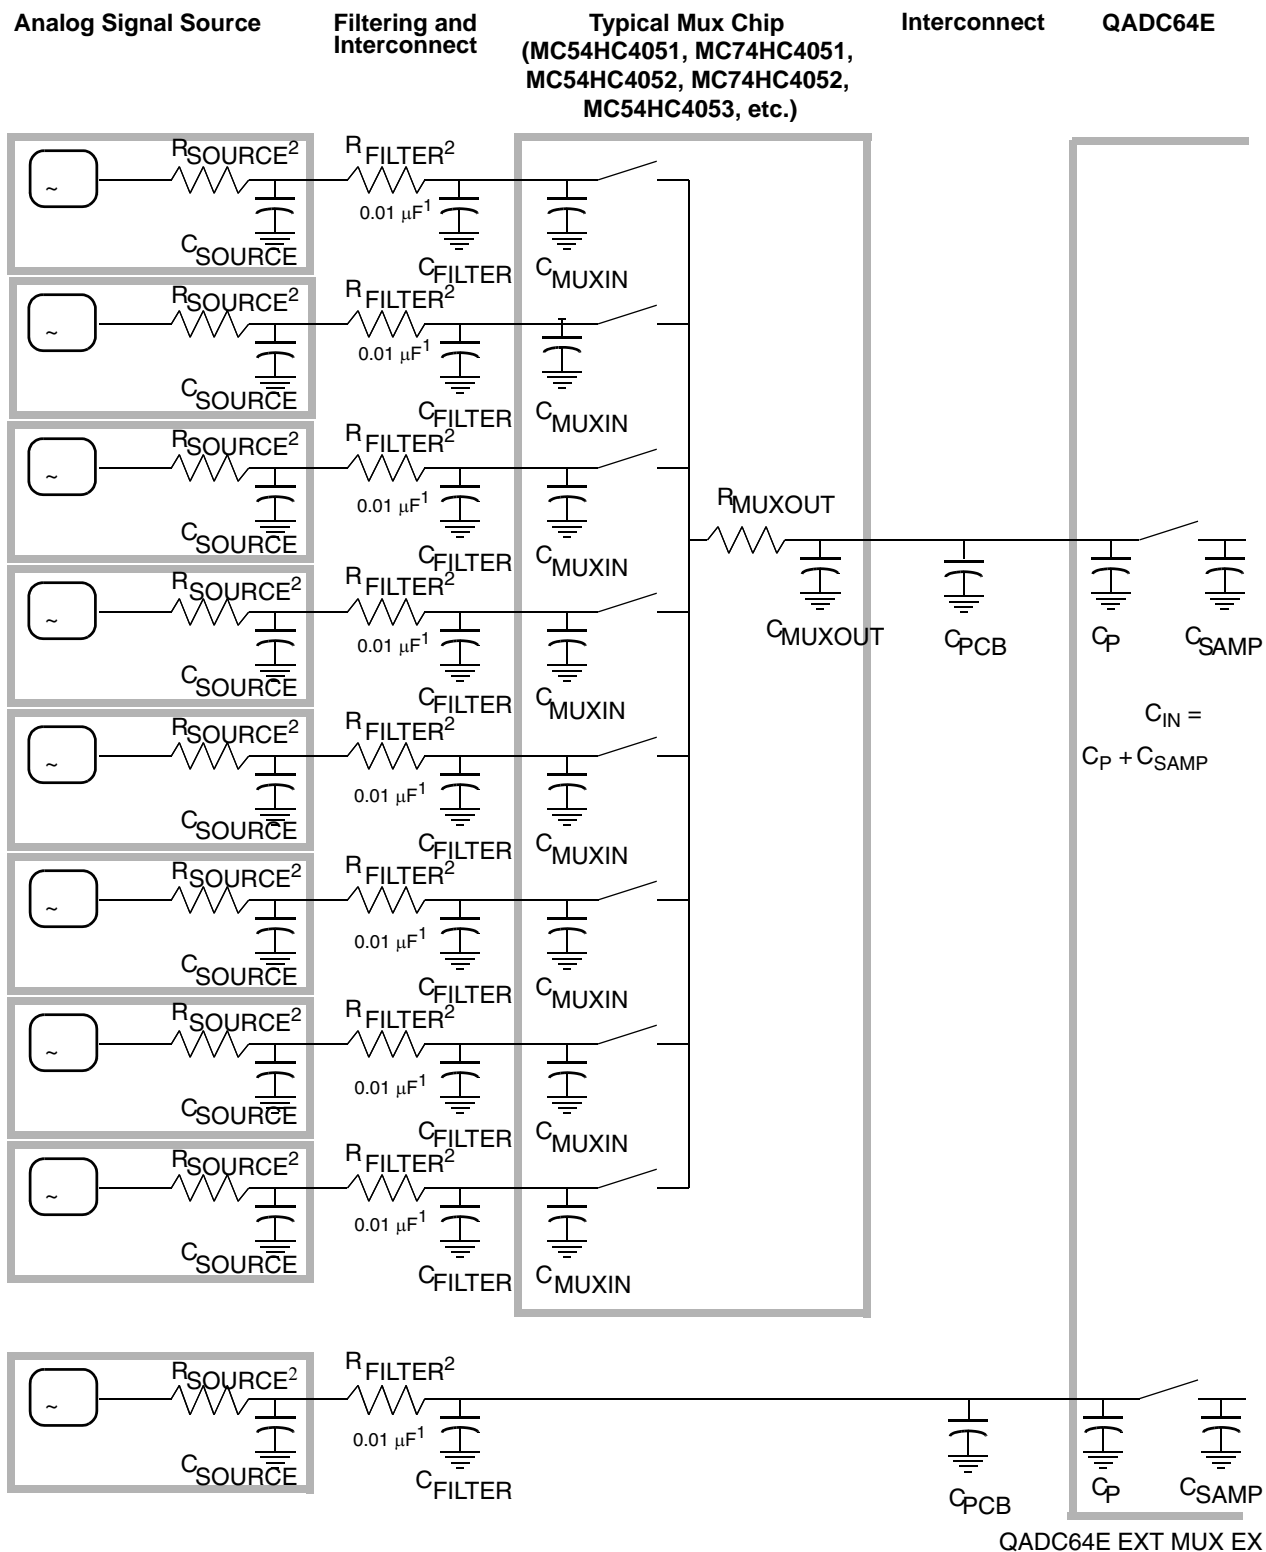 Analog Signal Source
Filtering and
Interconnect
Typical Mux Chip
(MC54HC4051, MC74HC4051,
MC54HC4052, MC74HC4052,
MC54HC4053, etc.)
Interconnect
QADC64E
~
RSOURCE2
CSOURCE
RFILTER2
0.01 μF1
CFILTER
CMUXIN
~
RSOURCE2
CSOURCE
RFILTER2
0.01 μF1
CFILTER
CMUXIN
~
RSOURCE2
CSOURCE
RFILTER2
0.01 μF1
CFILTER
CMUXIN
RMUXOUT
CMUXOUT
CPCB
CP
CSAMP
CIN =
CP + CSAMP
~
RSOURCE2
CSOURCE
RFILTER2
0.01 μF1
CFILTER
CMUXIN
~
RSOURCE2
CSOURCE
RFILTER2
0.01 μF1
CFILTER
CMUXIN
~
RSOURCE2
CSOURCE
RFILTER2
0.01 μF1
CFILTER
CMUXIN
~
RSOURCE2
CSOURCE
RFILTER2
0.01 μF1
CFILTER
CMUXIN
~
RSOURCE2
CSOURCE
RFILTER2
0.01 μF1
CFILTER
CMUXIN
~
RSOURCE2
CSOURCE
RFILTER2
0.01 μF1
CFILTER
CPCB
CP
CSAMP
QADC64E EXT MUX EX